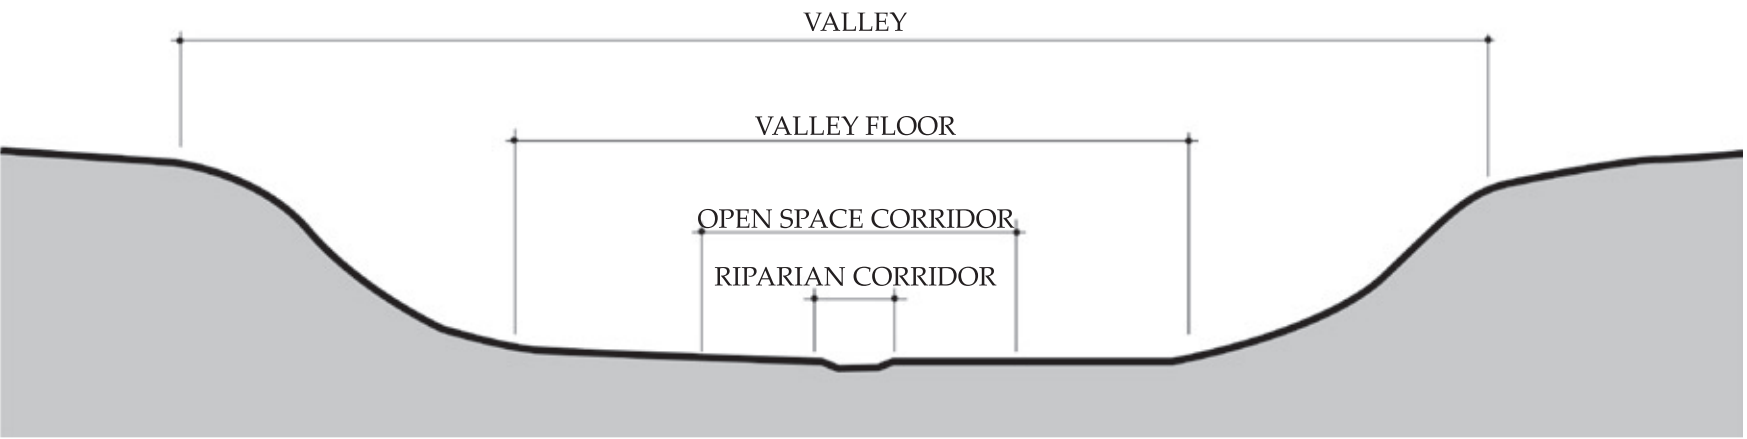 VALLEY
VALLEY FLOOR
OPEN SPACE CORRIDOR
RIPARIAN CORRIDOR